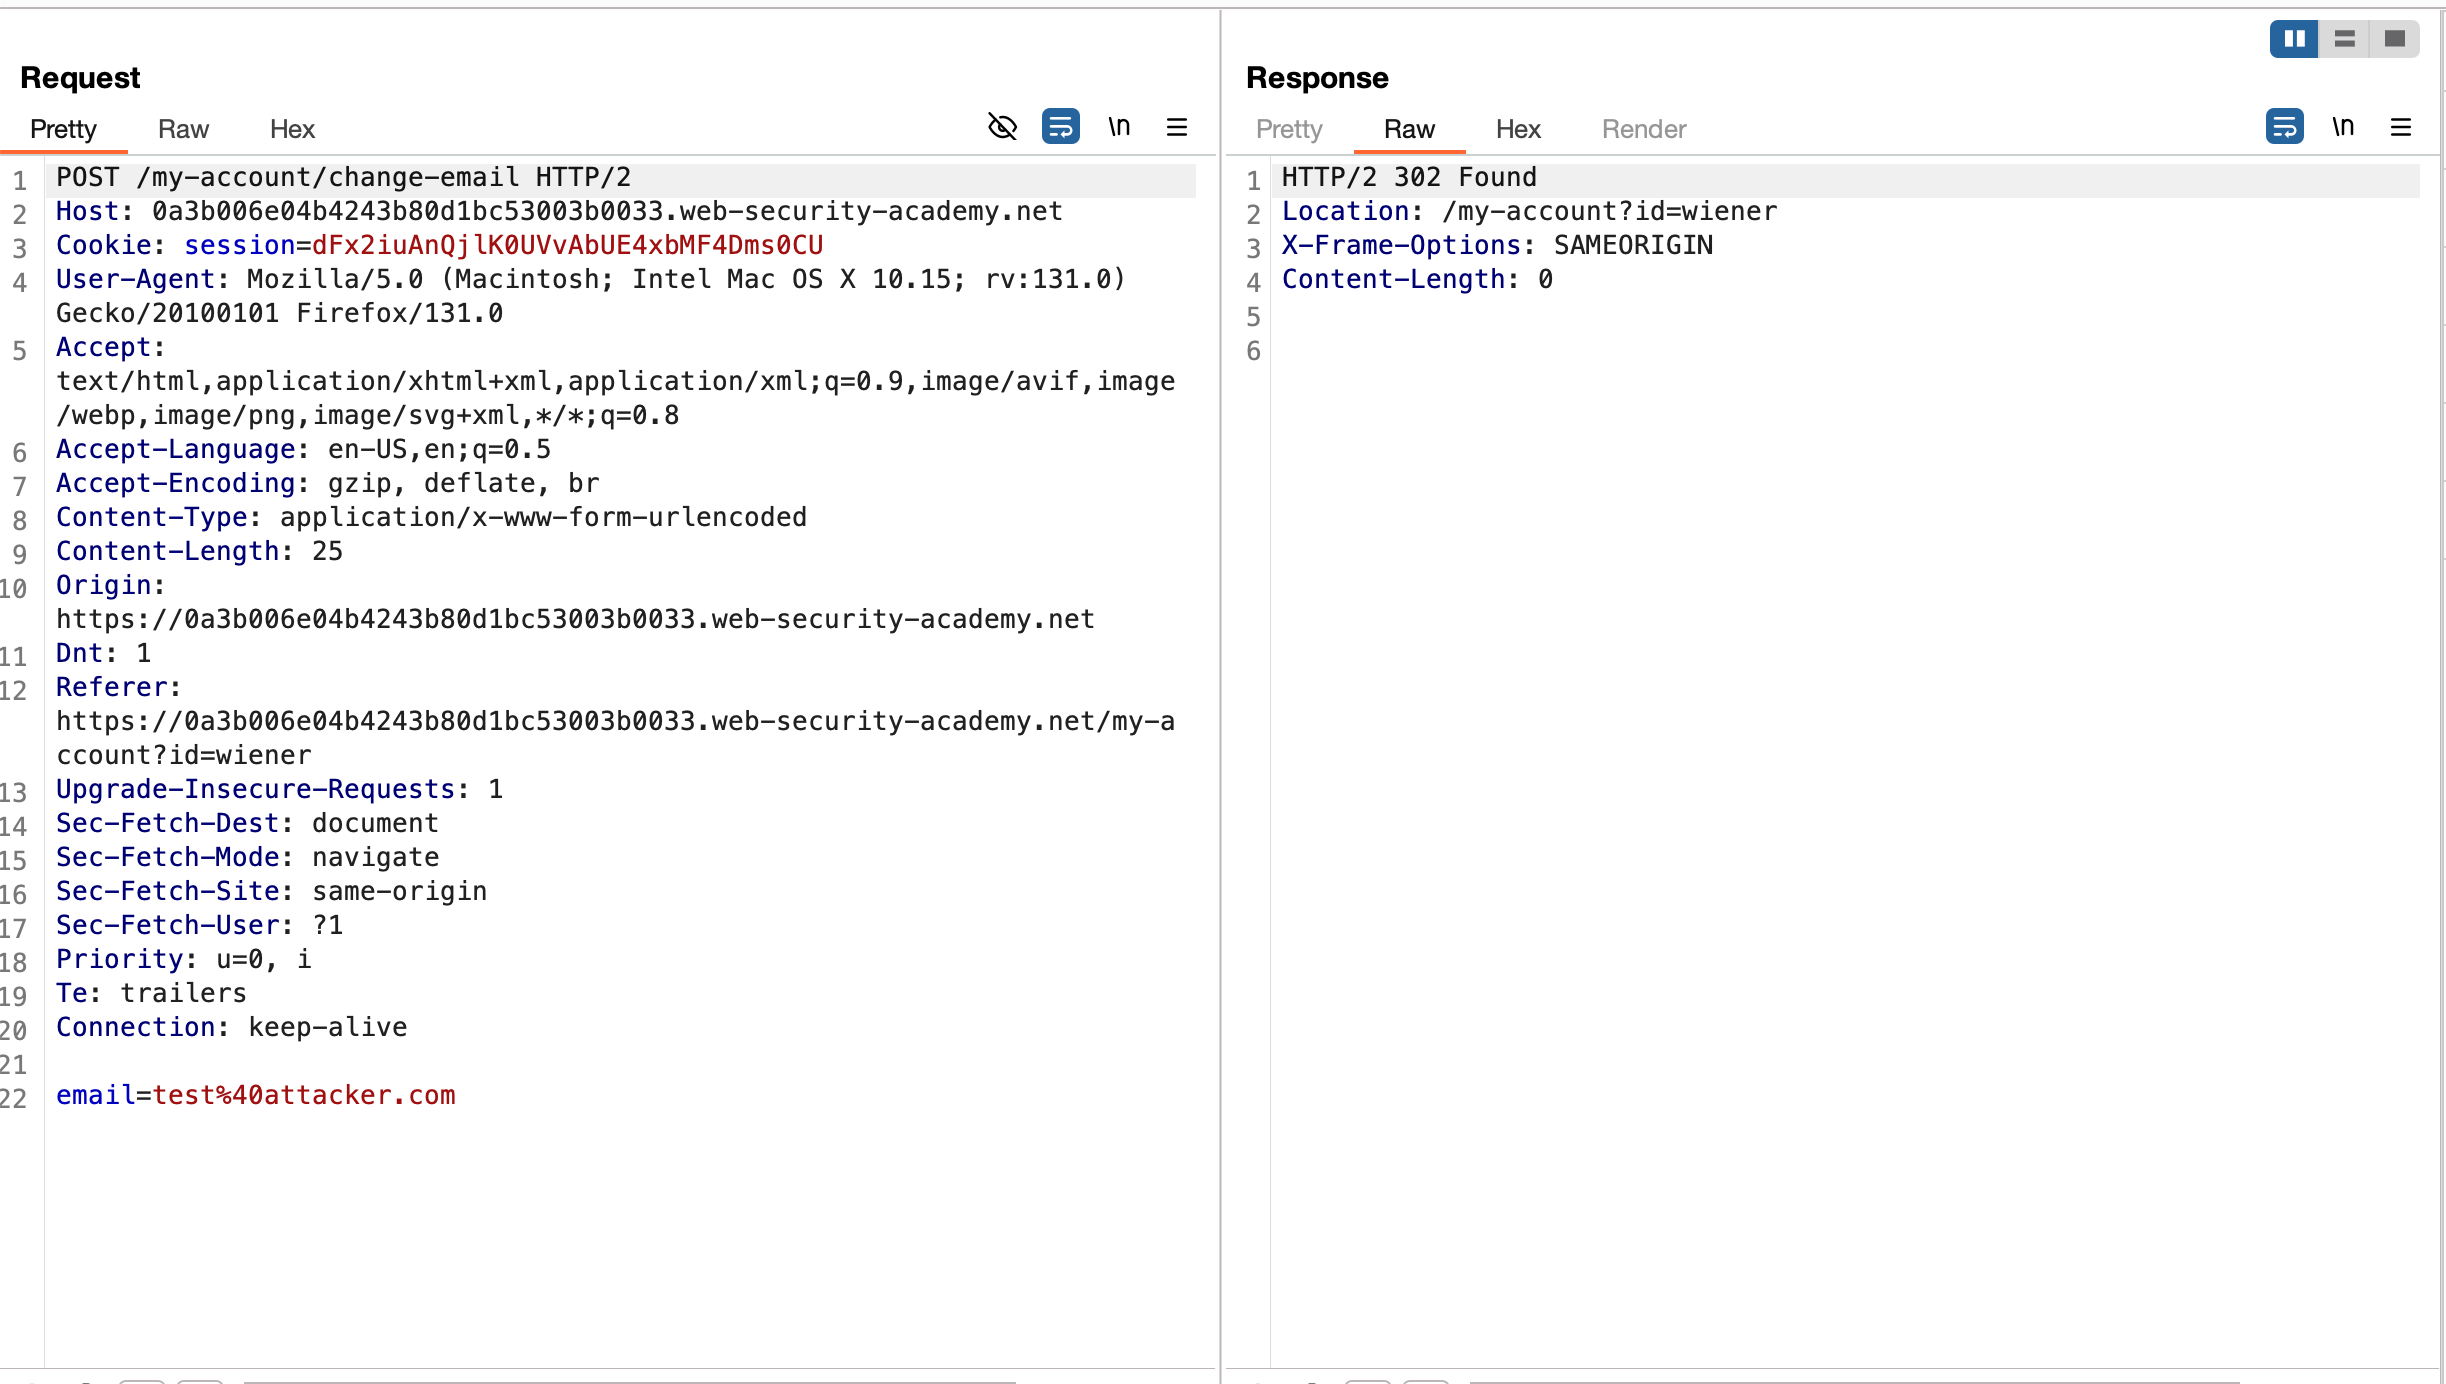 Request
Pretty Raw Hex
\n
1 POST /my-account/change-email HTTP/2
2 Host: 0a3b006e04b4243b80d1bc53003b0033.web-security-academy.net
3 Cookie: session=dFx2iuAnQjlK0UVvAbUE4xbMF4Dms0CU
4 User-Agent: Mozilla/5.0 (Macintosh; Intel Mac OS X 10.15; rv:131.0)
Gecko/20100101 Firefox/131.0
5 Accept:
text/html,application/xhtml+xml,application/xml;q=0.9,image/avif,image
/webp,image/png,image/svg+xml,*/*;q=0.8
6 Accept-Language: en-US,en;q=0.5
7 Accept-Encoding: gzip, deflate, br
8 Content-Type: application/x-www-form-urlencoded
9 Content-Length: 25
10 Origin:
https://0a3b006e04b4243b80d1bc53003b0033.web-security-academy.net
11 Dnt: 1
12 Referer:
https://0a3b006e04b4243b80d1bc53003b0033.web-security-academy.net/my-a
ccount?id=wiener
13 Upgrade-Insecure-Requests: 1
14 Sec-Fetch-Dest: document
15 Sec-Fetch-Mode: navigate
16 Sec-Fetch-Site: same-origin
17 Sec-Fetch-User: ?1
18 Priority: u=0, i
19 Te: trailers
20 Connection: keep-alive
21
22 email=test%40attacker.com
Response
Pretty Raw Hex Render
\n
1 HTTP/2 302 Found
2 Location: /my-account?id=wiener
3 X-Frame-Options: SAMEORIGIN
4 Content-Length: 0
5
6